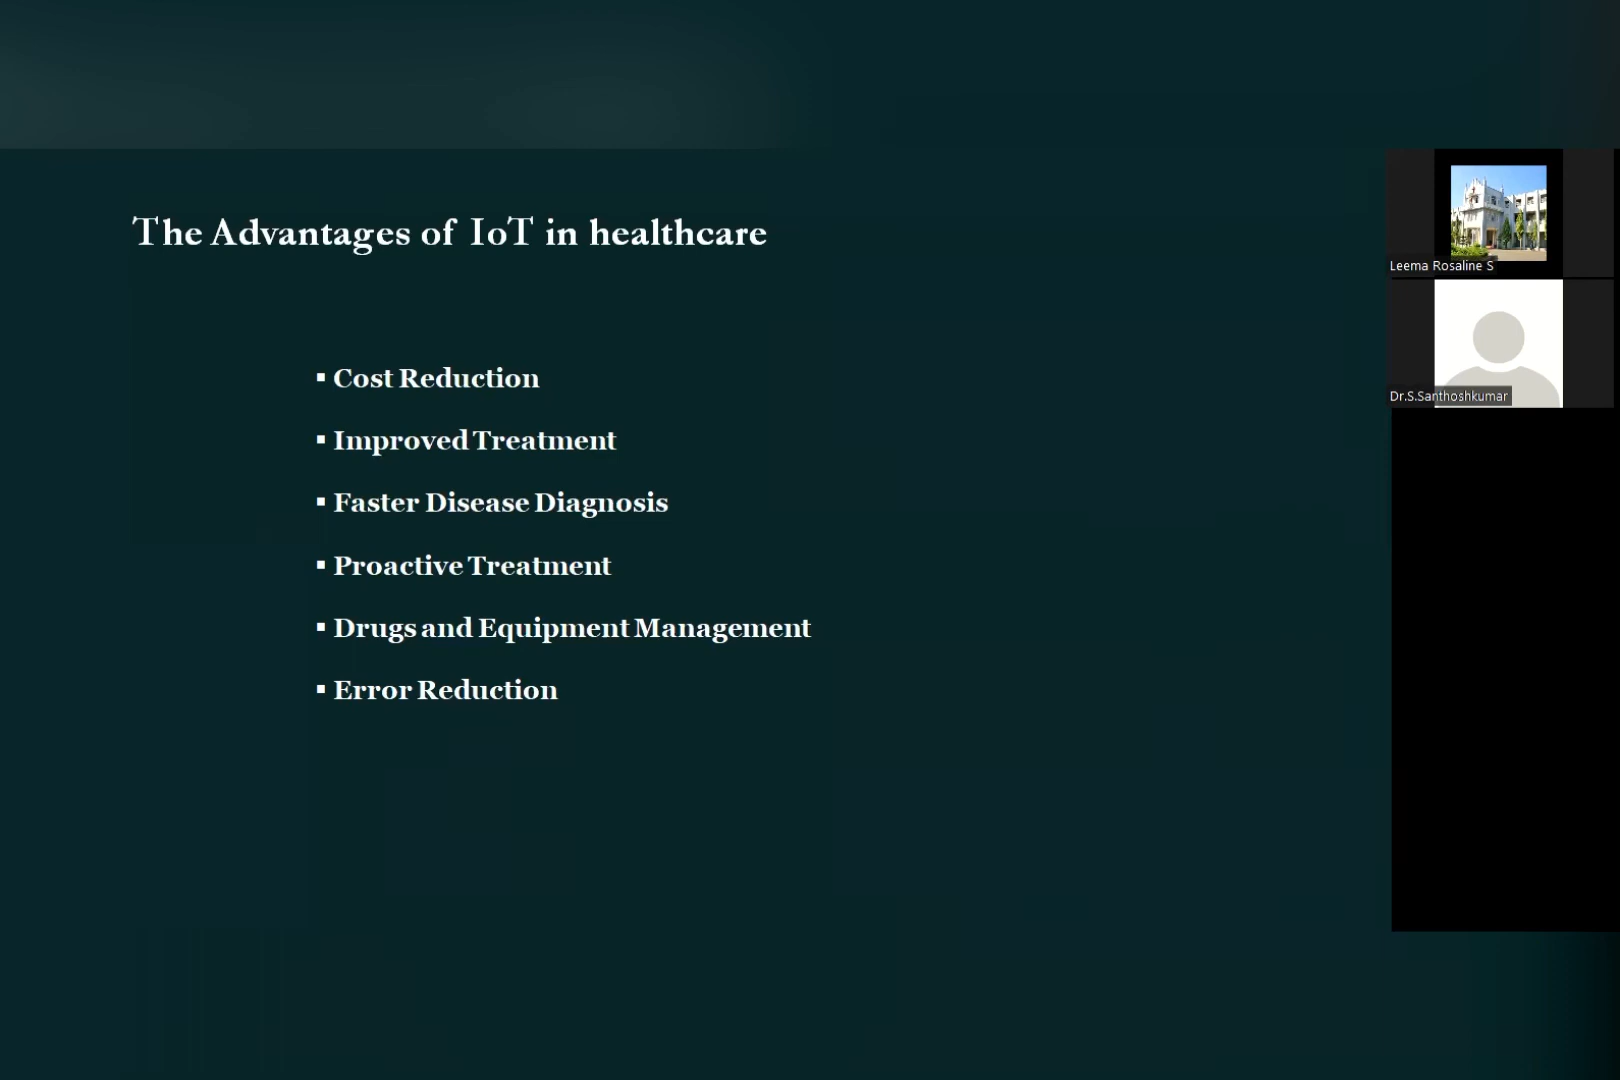 The Advantages of IoT in healthcare
▪ Cost Reduction
▪ Improved Treatment
▪ Faster Disease Diagnosis
▪ Proactive Treatment
▪ Drugs and Equipment Management
▪ Error Reduction
Leema Rosaline S
Dr.S.Santhoshkumar